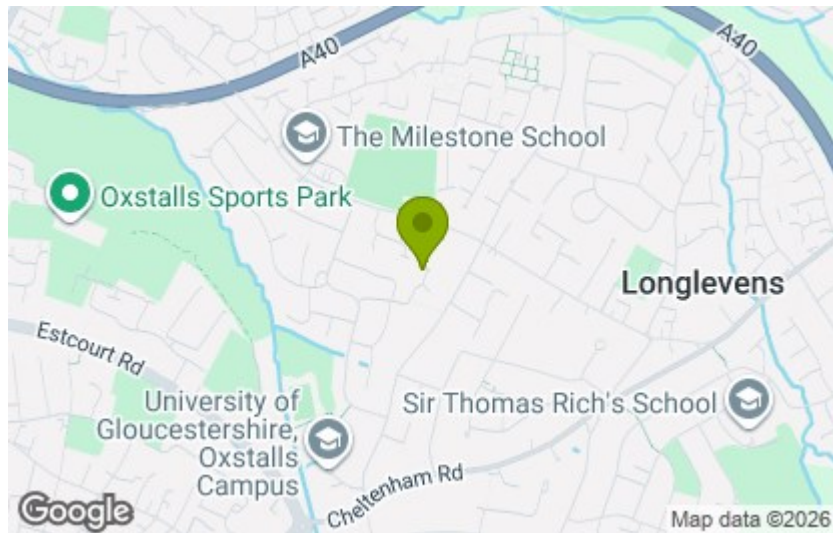 A40
A40
The Milestone School
Oxstalls Sports Park
Longlevens
Estcourt Rd
University of
Gloucestershire,
Oxstalls
Campus
Sir Thomas Rich's School
Cheltenham Rd
Google
Map data ©2026